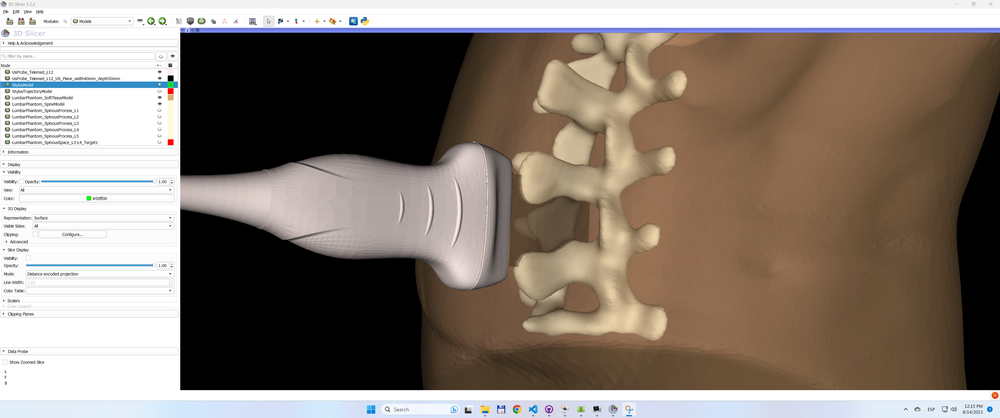 3D Slicer 5.2.2
File Edit View Help
DATA DCM SAVE Modules: Models
1
3D Slicer
Help & Acknowledgement
Filter by name...
Node
UsProbe_Telemed_L12
UsProbe_Telemed_L12_US_Plane_width40mm_depth50mm
StylusModel
StylusTrajectoryModel
LumbarPhantom_SoftTissueModel
LumbarPhantom_SpineModel
LumbarPhantom_SpinousProcess_L1
LumbarPhantom_SpinousProcess_L2
LumbarPhantom_SpinousProcess_L3
LumbarPhantom_SpinousProcess_L4
LumbarPhantom_SpinousProcess_L5
LumbarPhantom_SpinousSpace_L3-L4_Target1
Information
Display
Visibility
Visibility: Opacity: 1.00
View: All
Color: #00ff00
3D Display
Representation: Surface
Visible Sides: All
Clipping: Configure...
Advanced
Slice Display
Visibility:
Opacity: 1.00
Mode: Distance encoded projection
Line Width: 1 px
Color Table:
Scalars
Color Legend
Clipping Planes
Data Probe
Show Zoomed Slice
L
F
B
Search
ESP
12:15 PM
8/14/2023
1